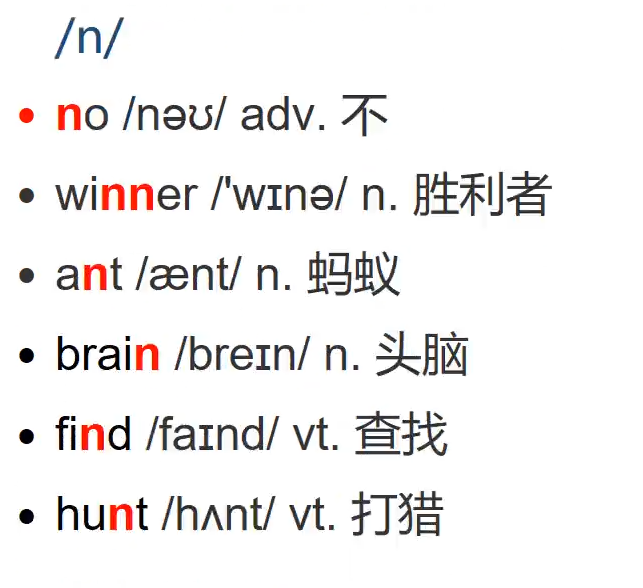 /n/
• no /nəʊ/ adv. 不
• winner /'wɪnə/ n. 胜利者
• ant /ænt/ n. 蚂蚁
• brain /breɪn/ n. 头脑
• find /faɪnd/ vt. 查找
• hunt /hʌnt/ vt. 打猎